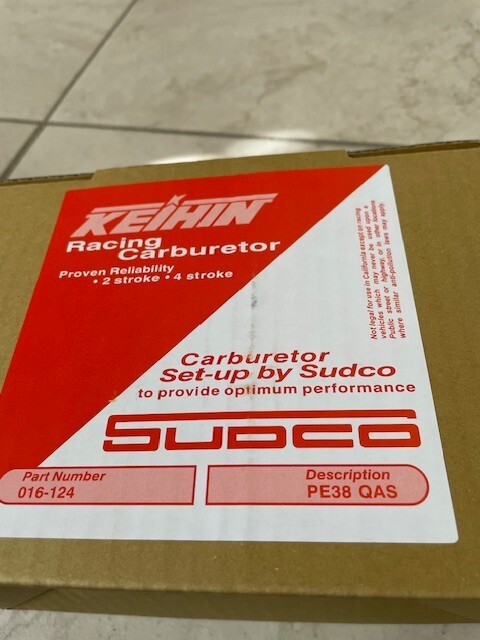 KEIHIN
Racing
Carburetor
Proven Reliability
• 2 stroke • 4 stroke
Not legal for use in California except on racing
vehicles which may never be used upon a
Public street or highway, or in other locations
where similar anti-pollution laws may apply.
Carburetor
Set-up by Sudco
to provide optimum performance
SUDCO
Part Number
016-124
Description
PE38 QAS